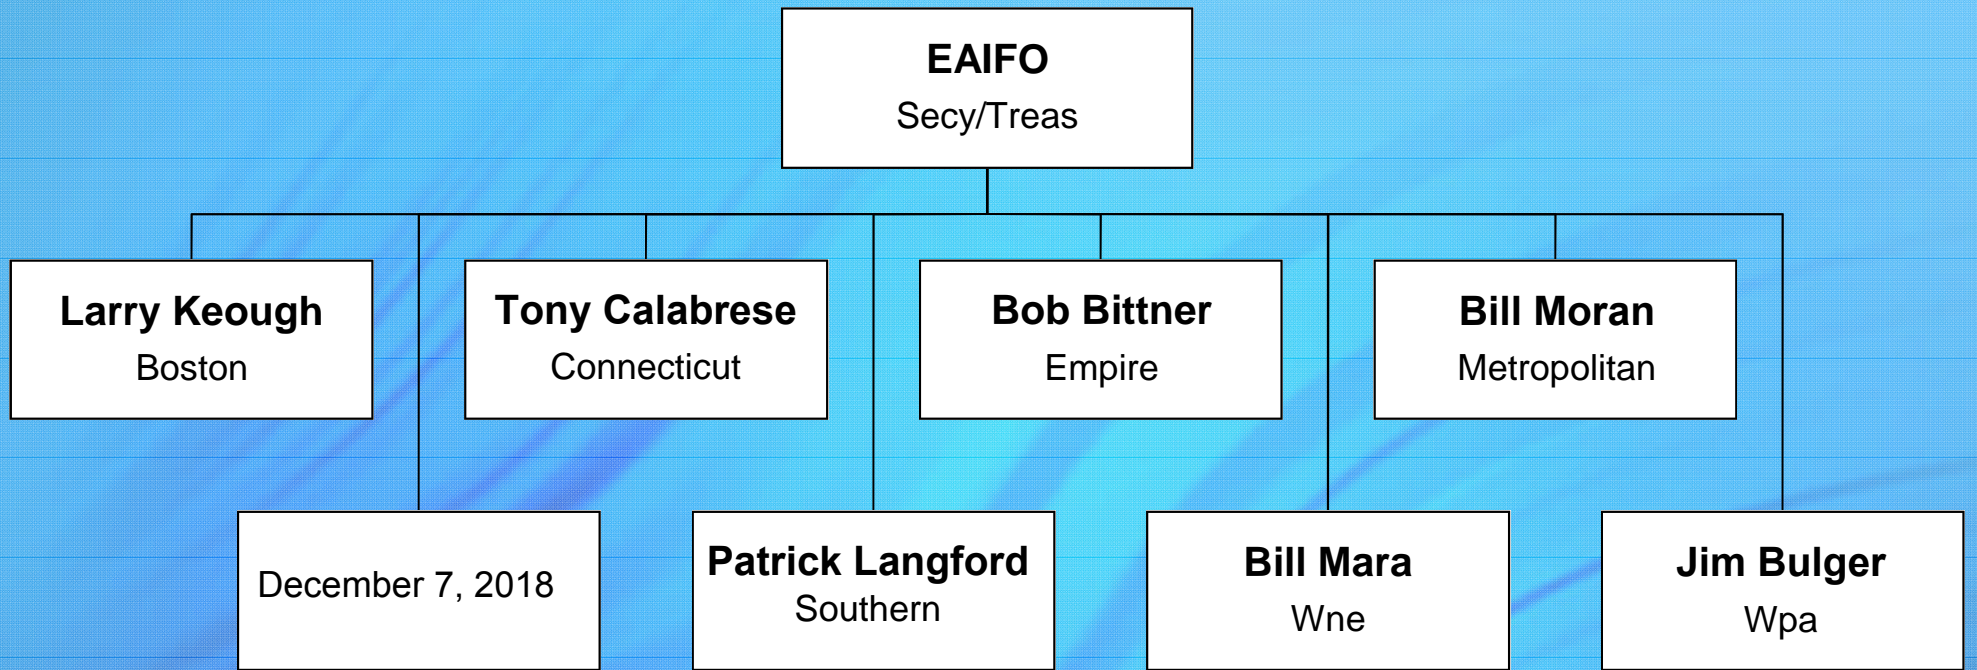 EAIFO
Secy/Treas
Larry Keough
Boston
Tony Calabrese
Connecticut
Bob Bittner
Empire
Bill Moran
Metropolitan
December 7, 2018
Patrick Langford
Southern
Bill Mara
Wne
Jim Bulger
Wpa